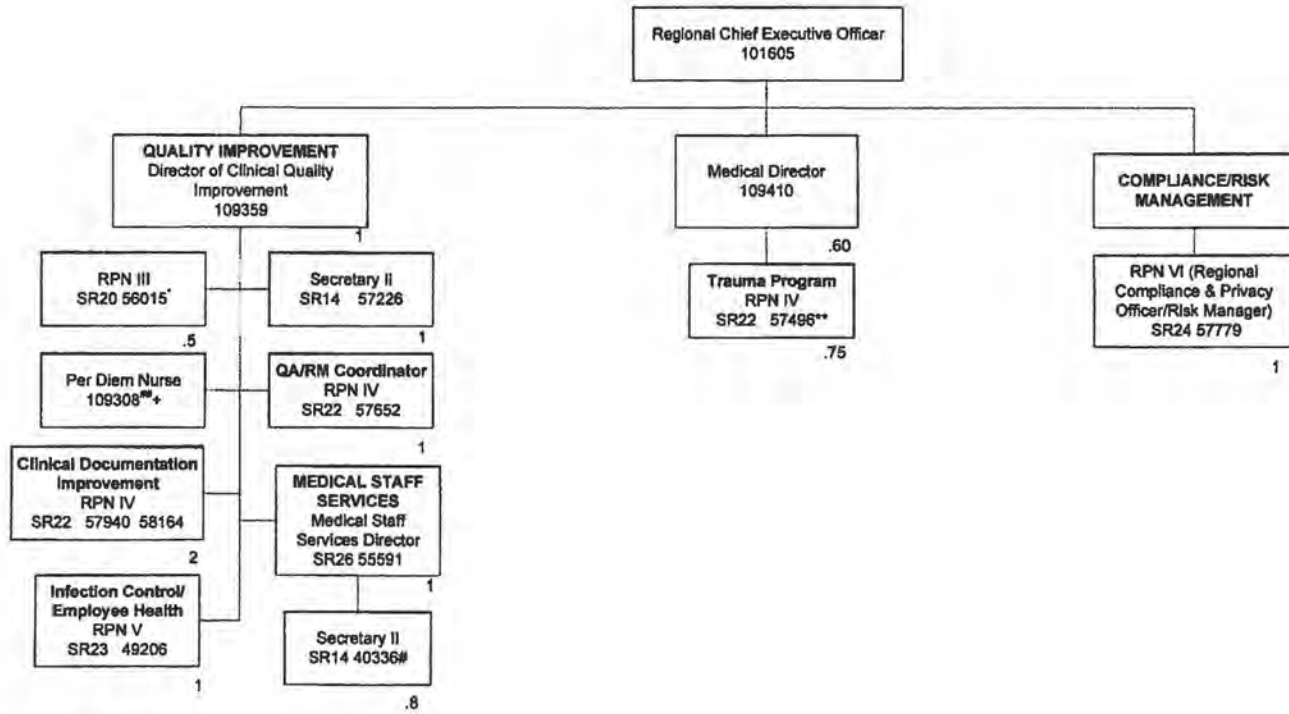 Regional Chief Executive Officer
101605
QUALITY IMPROVEMENT
Director of Clinical Quality
Improvement
109359
1
Medical Director
109410
.60
COMPLIANCE/RISK
MANAGEMENT
RPN III
SR20 56015*
.5
Secretary II
SR14 57226
1
Trauma Program
RPN IV
SR22 57496**
.75
RPN VI (Regional
Compliance & Privacy
Officer/Risk Manager)
SR24 57779
1
Per Diem Nurse
109308##+
QA/RM Coordinator
RPN IV
SR22 57652
1
Clinical Documentation
Improvement
RPN IV
SR22 57940 58164
2
MEDICAL STAFF
SERVICES
Medical Staff
Services Director
SR26 55591
1
Infection Control/
Employee Health
RPN V
SR23 49206
1
Secretary II
SR14 40336#
.8